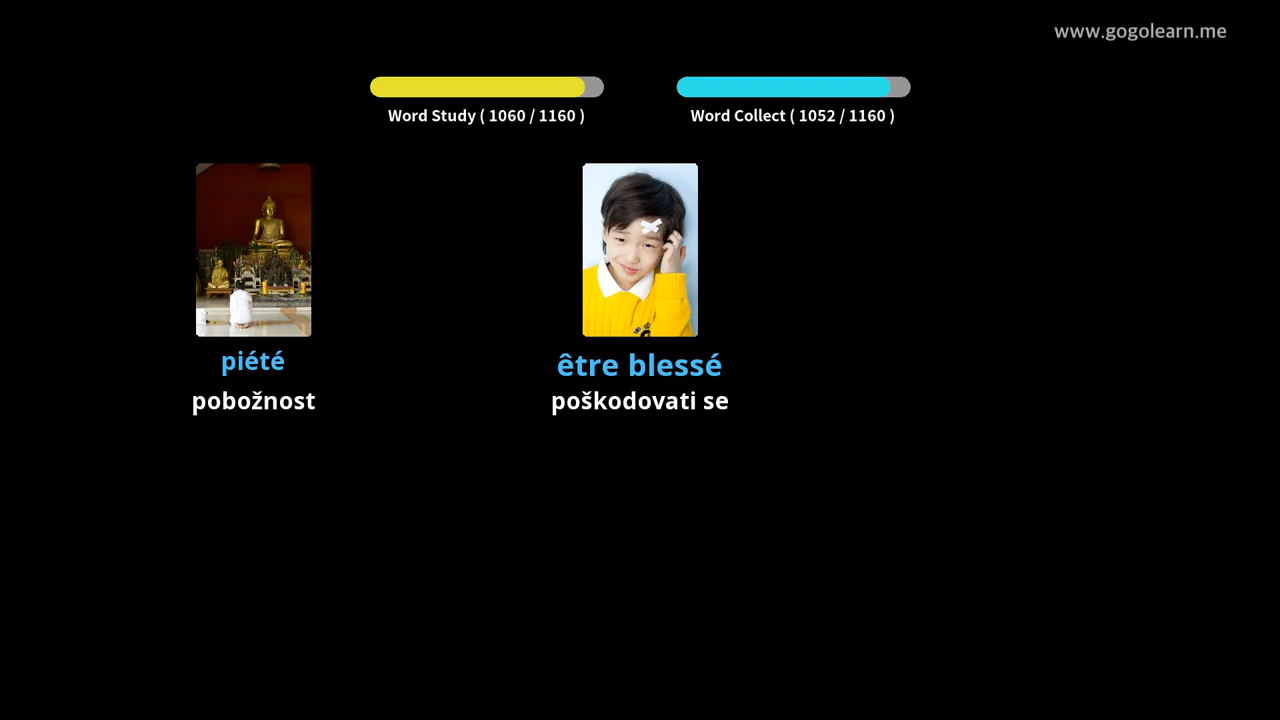 www.gogolearn.me
Word Study ( 1060 / 1160 )
Word Collect ( 1052 / 1160 )
piété
être blessé
pobožnost
poškodovati se